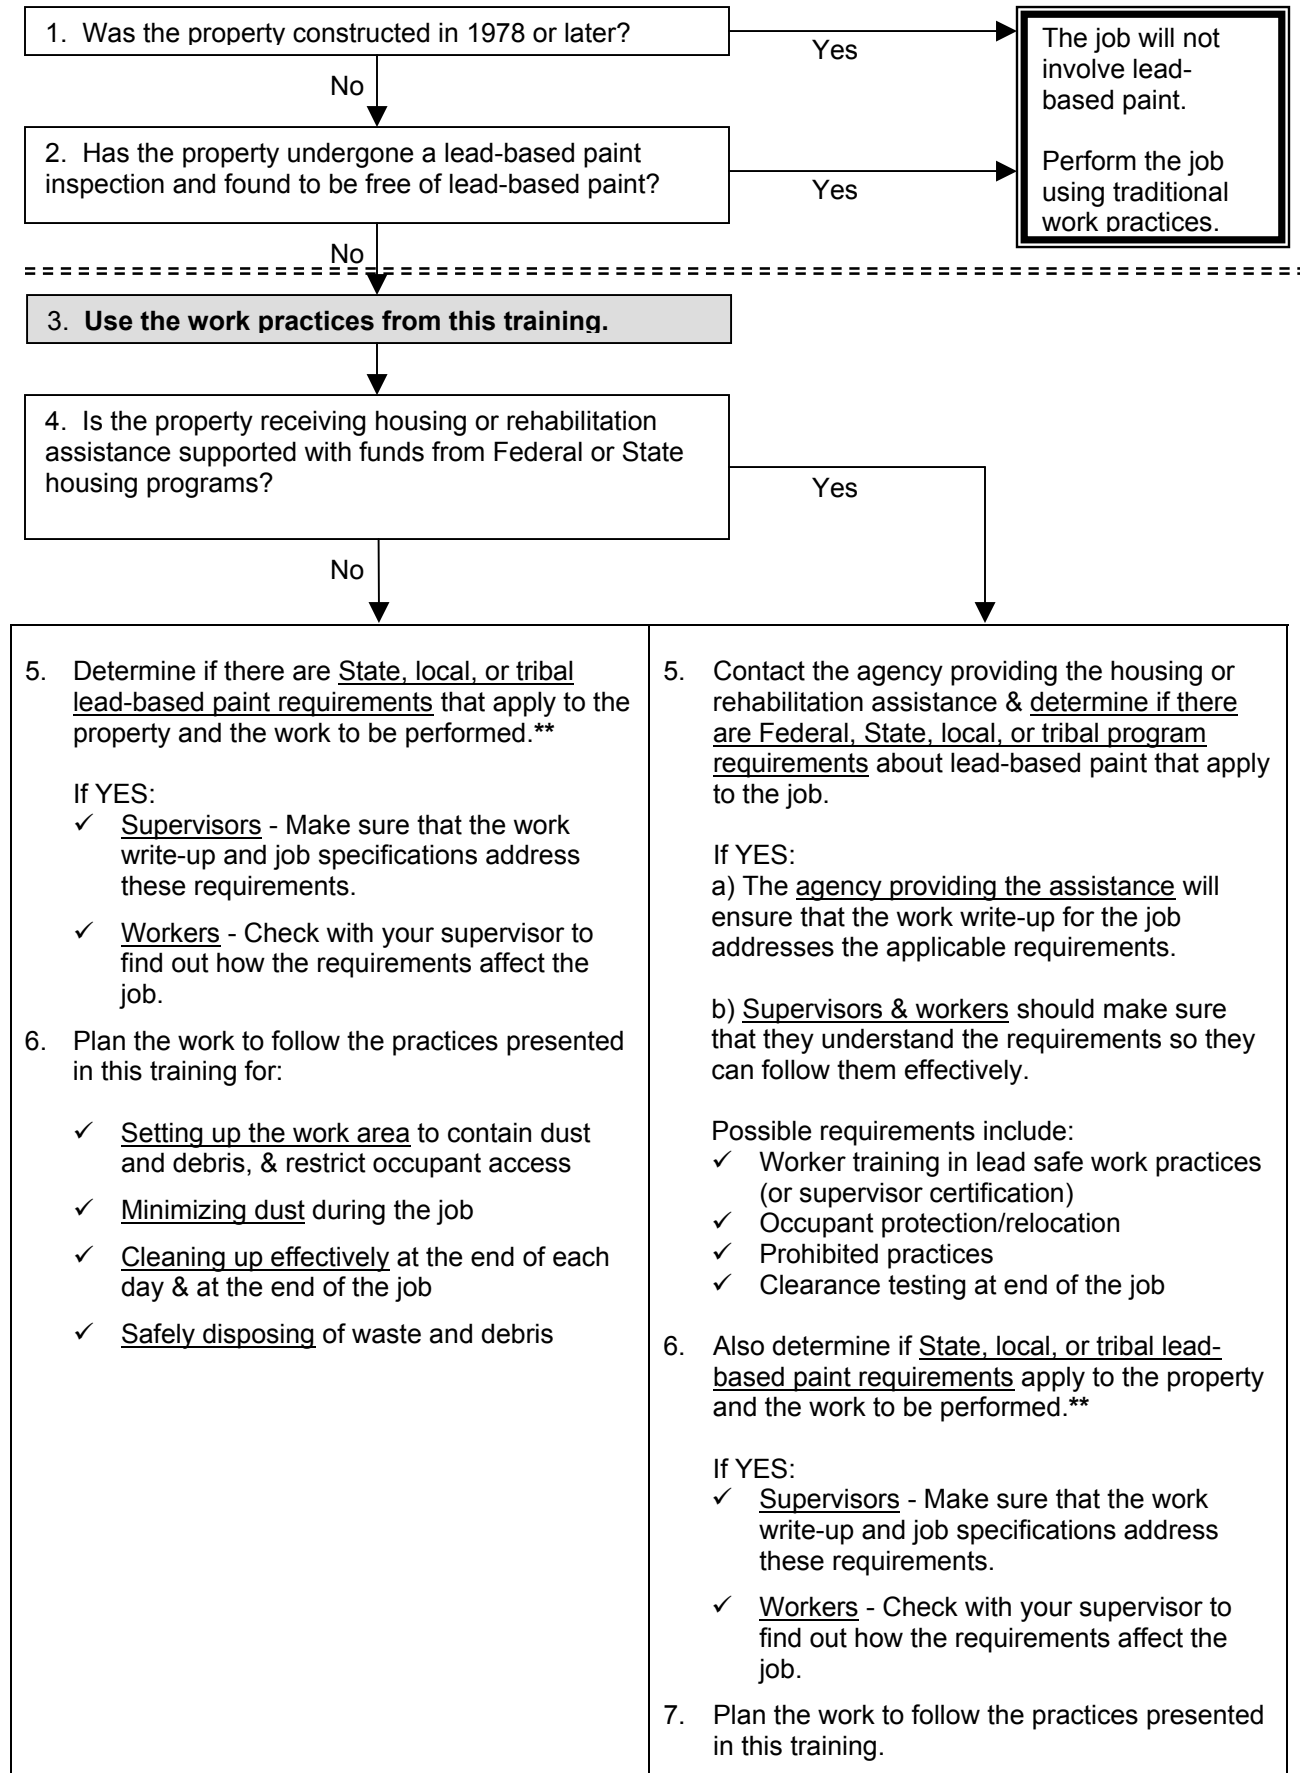 1. Was the property constructed in 1978 or later?
Yes
The job will not
involve lead-
based paint.
Perform the job
using traditional
work practices.
No
2. Has the property undergone a lead-based paint
inspection and found to be free of lead-based paint?
Yes
No
3. Use the work practices from this training.
4. Is the property receiving housing or rehabilitation
assistance supported with funds from Federal or State
housing programs?
Yes
No
5. Determine if there are State, local, or tribal
lead-based paint requirements that apply to the
property and the work to be performed.**
If YES:
✓ Supervisors - Make sure that the work
write-up and job specifications address
these requirements.
✓ Workers - Check with your supervisor to
find out how the requirements affect the
job.
6. Plan the work to follow the practices presented
in this training for:
✓ Setting up the work area to contain dust
and debris, & restrict occupant access
✓ Minimizing dust during the job
✓ Cleaning up effectively at the end of each
day & at the end of the job
✓ Safely disposing of waste and debris
5. Contact the agency providing the housing or
rehabilitation assistance & determine if there
are Federal, State, local, or tribal program
requirements about lead-based paint that apply
to the job.
If YES:
a) The agency providing the assistance will
ensure that the work write-up for the job
addresses the applicable requirements.
b) Supervisors & workers should make sure
that they understand the requirements so they
can follow them effectively.
Possible requirements include:
✓ Worker training in lead safe work practices
(or supervisor certification)
✓ Occupant protection/relocation
✓ Prohibited practices
✓ Clearance testing at end of the job
6. Also determine if State, local, or tribal lead-
based paint requirements apply to the property
and the work to be performed.**
If YES:
✓ Supervisors - Make sure that the work
write-up and job specifications address
these requirements.
✓ Workers - Check with your supervisor to
find out how the requirements affect the
job.
7. Plan the work to follow the practices presented
in this training.